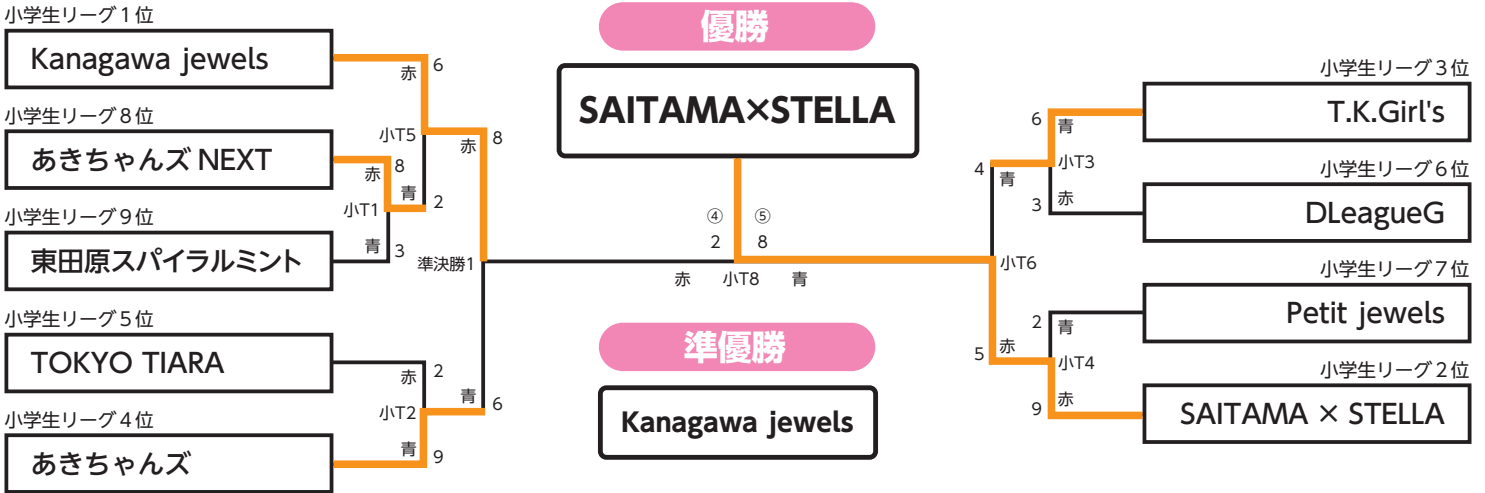 小学生リーグ1位
Kanagawa jewels
赤
6
小学生リーグ8位
あきちゃんズ NEXT
小T5
赤
8
赤
8
青
2
小T1
小学生リーグ9位
東田原スパイラルミント
青
3
準決勝1
小学生リーグ5位
TOKYO TIARA
赤
2
小T2
青
6
小学生リーグ4位
あきちゃんズ
青
9
優勝
SAITAMA×STELLA
④
⑤
2
8
赤
小T8
青
準優勝
Kanagawa jewels
小学生リーグ3位
T.K.Girl's
6
青
小T3
4
青
小学生リーグ6位
DLeagueG
3
赤
小T6
小学生リーグ7位
Petit jewels
2
青
5
赤
小T4
小学生リーグ2位
SAITAMA × STELLA
9
赤